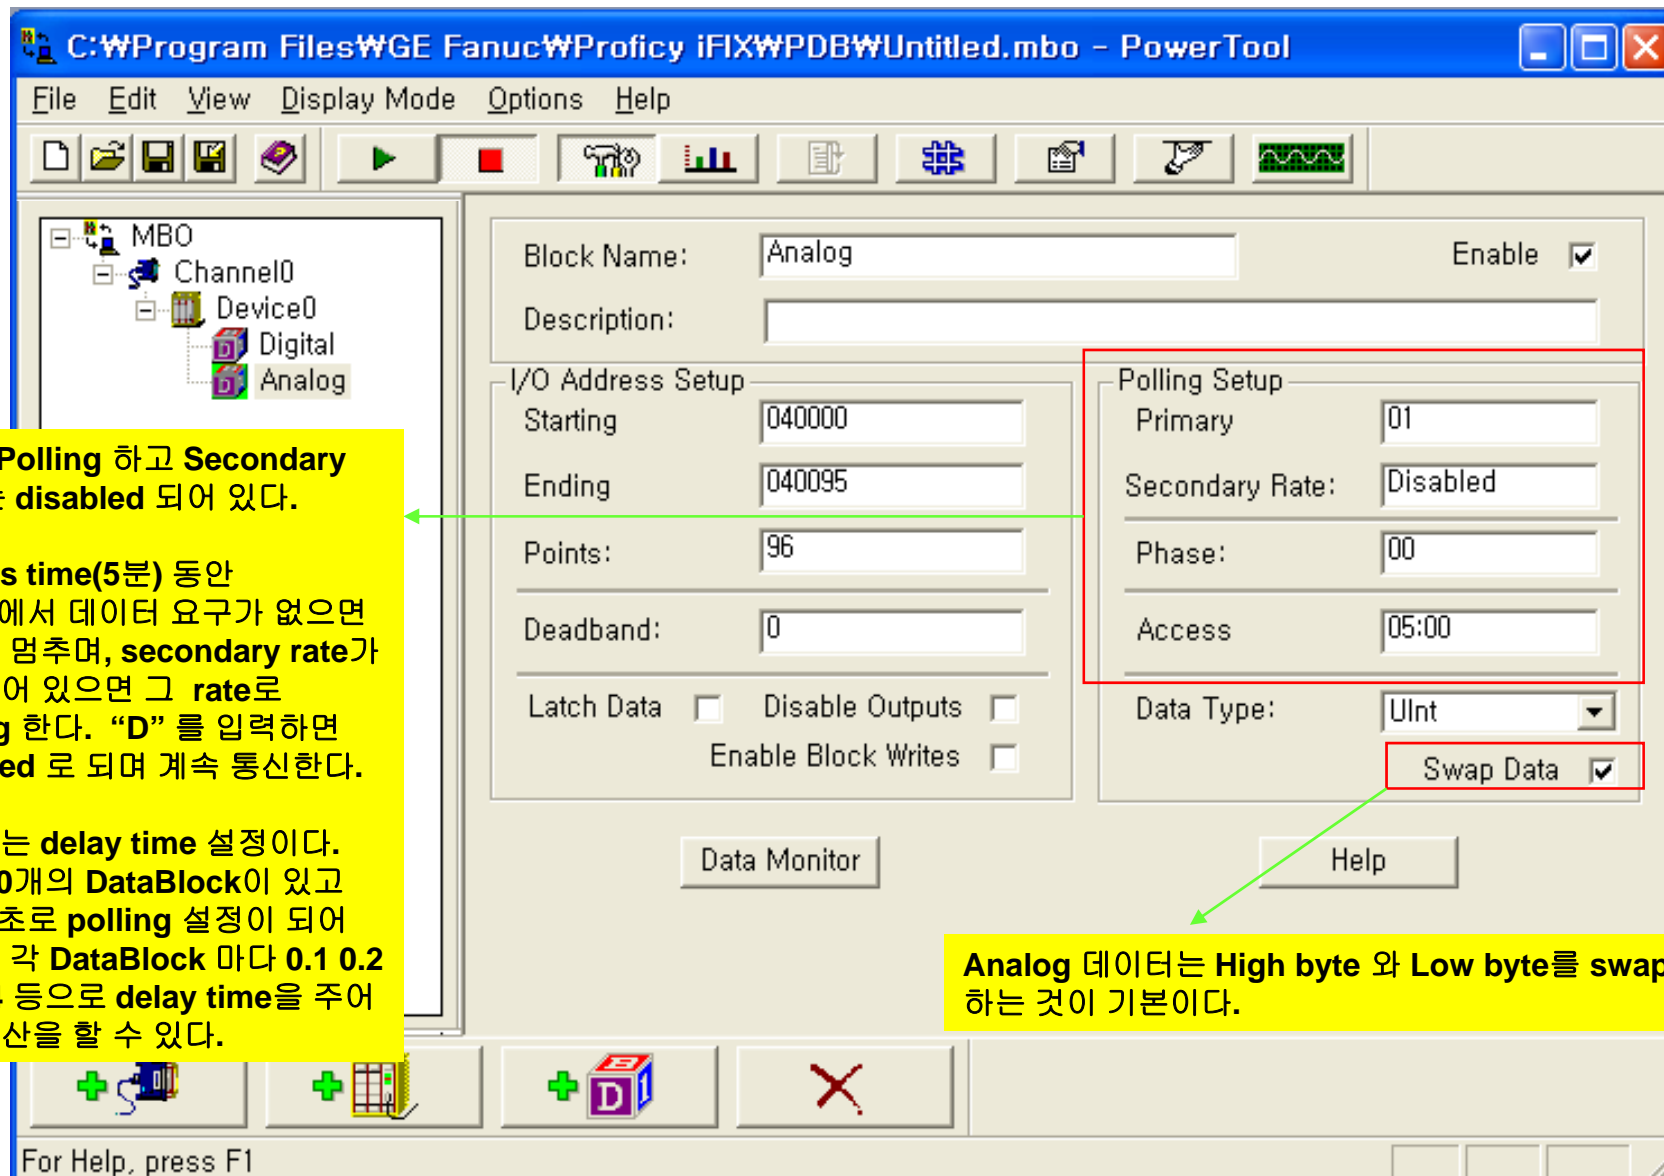 C:₩Program Files₩GE Fanuc₩Proficy iFIX₩PDB₩Untitled.mbo - PowerTool
File Edit View Display Mode Options Help
MBO
Channel0
Device0
Digital
Analog
Block Name: Analog Enable
Description:
I/O Address Setup
Starting 040000
Ending 040095
Points: 96
Deadband: 0
Latch Data Disable Outputs
Enable Block Writes
Polling Setup
Primary 01
Secondary Rate: Disabled
Phase: 00
Access 05:00
Data Type: UInt
Swap Data
Data Monitor Help
Polling 하고 Secondary
는 disabled 되어 있다.
s time(5분) 동안
에서 데이터 요구가 없으면
멈추며, secondary rate가
어 있으면 그 rate로
g 한다. “D” 를 입력하면
ed 로 되며 계속 통신한다.
는 delay time 설정이다.
0개의 DataBlock이 있고
초로 polling 설정이 되어
각 DataBlock 마다 0.1 0.2
등으로 delay time을 주어
산을 할 수 있다.
Analog 데이터는 High byte 와 Low byte를 swap
하는 것이 기본이다.
For Help, press F1